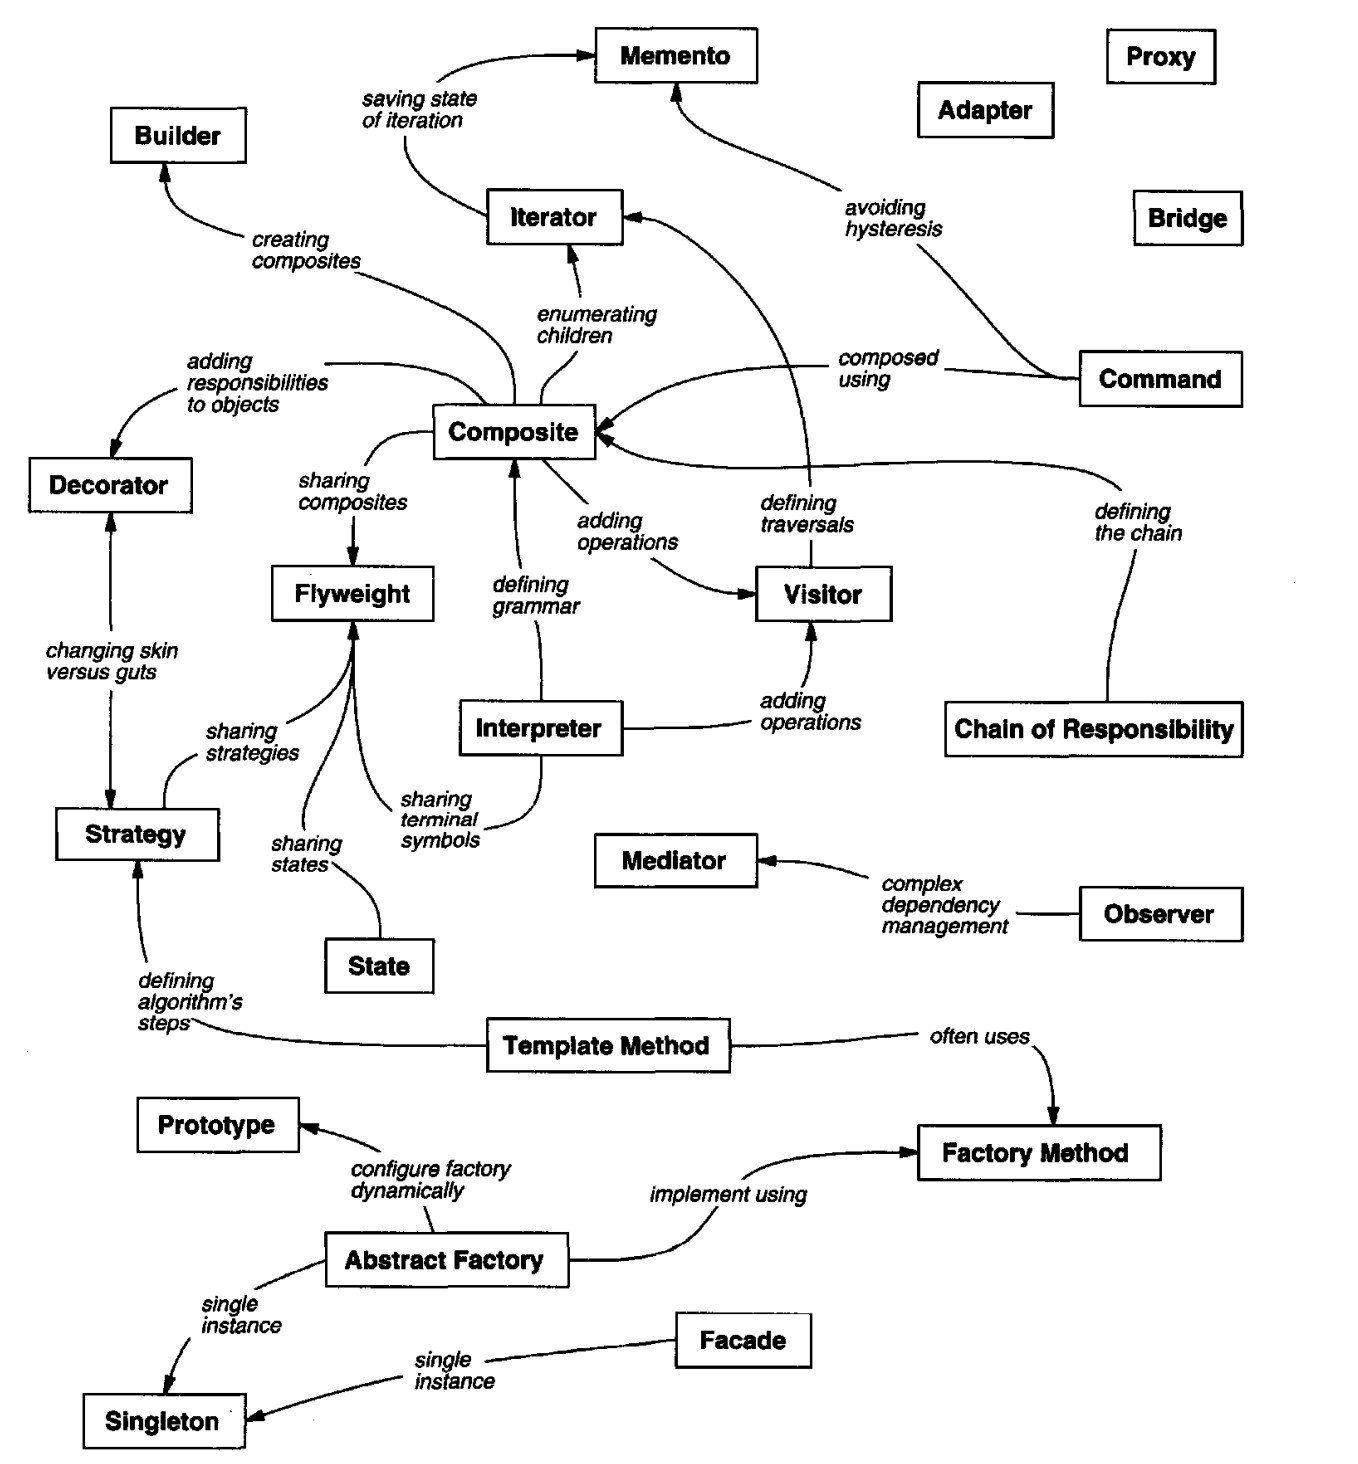 Memento
Proxy
Adapter
saving state
of iteration
Builder
Iterator
avoiding
hysteresis
Bridge
creating
composites
enumerating
children
adding
responsibilities
to objects
composed
using
Command
Composite
Decorator
sharing
composites
adding
operations
defining
traversals
defining
the chain
Flyweight
defining
grammar
Visitor
changing skin
versus guts
sharing
strategies
Interpreter
adding
operations
Chain of Responsibility
Strategy
sharing
states
sharing
terminal
symbols
Mediator
complex
dependency
management
Observer
State
defining
algorithm's
steps
Template Method
often uses
Prototype
Factory Method
configure factory
dynamically
implement using
Abstract Factory
single
instance
Facade
single
instance
Singleton